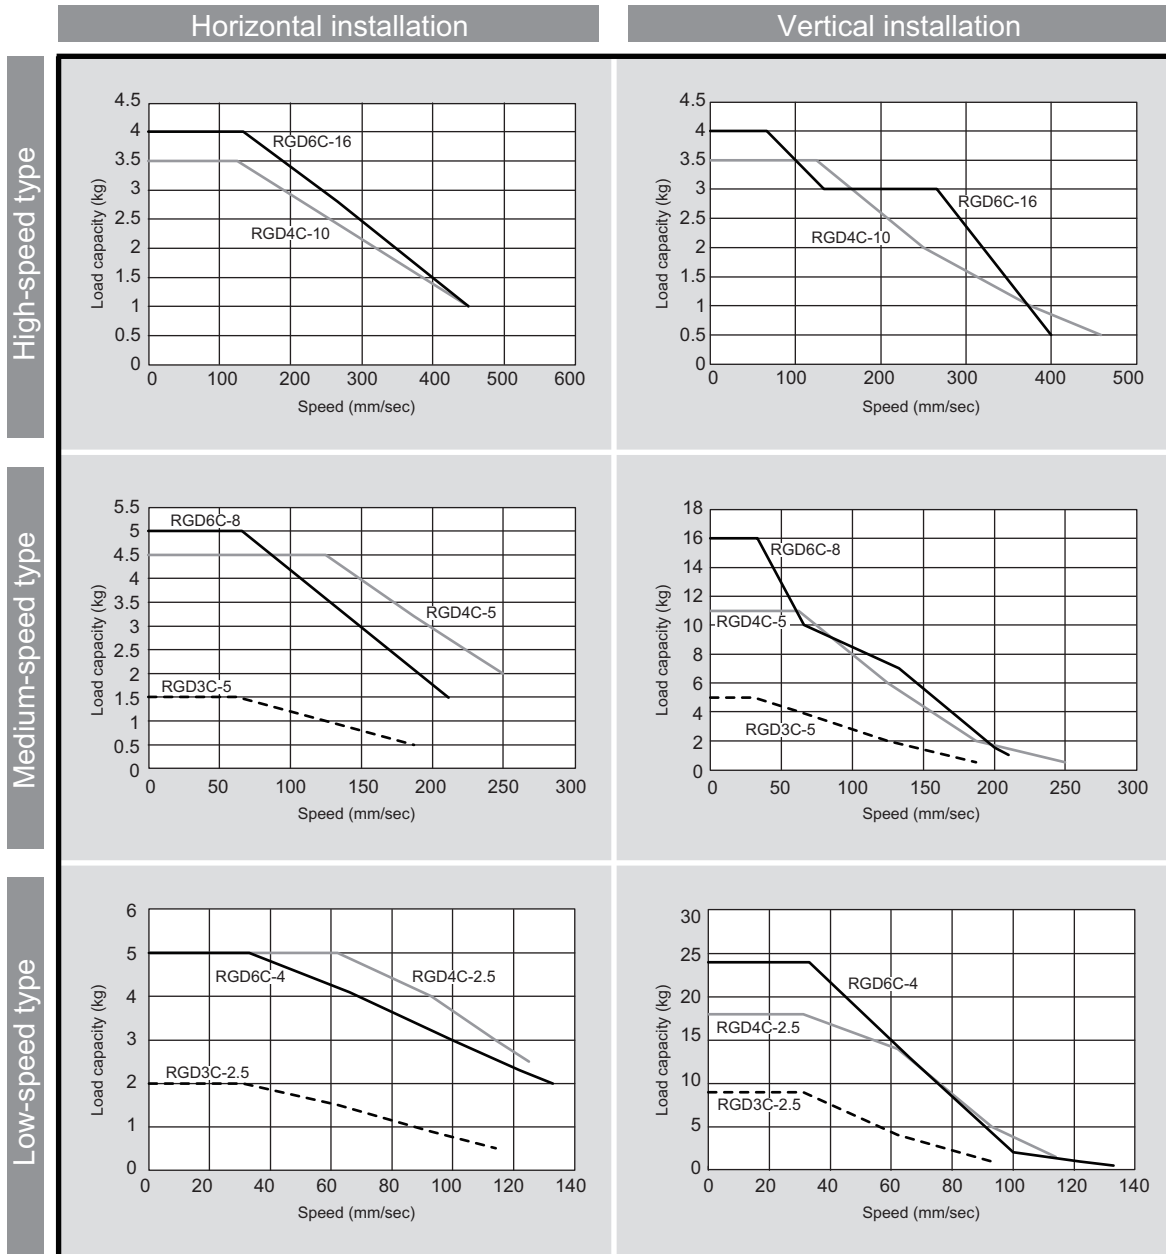 Horizontal installation
Vertical installation
High-speed type
4.5
4
3.5
3
2.5
2
1.5
1
0.5
0
Load capacity (kg)
RGD6C-16
RGD4C-10
0 100 200 300 400 500 600
Speed (mm/sec)
4.5
4
3.5
3
2.5
2
1.5
1
0.5
0
Load capacity (kg)
RGD6C-16
RGD4C-10
0 100 200 300 400 500
Speed (mm/sec)
Medium-speed type
5.5
5
4.5
4
3.5
3
2.5
2
1.5
1
0.5
0
Load capacity (kg)
RGD6C-8
RGD4C-5
RGD3C-5
0 50 100 150 200 250 300
Speed (mm/sec)
18
16
14
12
10
8
6
4
2
0
Load capacity (kg)
RGD6C-8
RGD4C-5
RGD3C-5
0 50 100 150 200 250 300
Speed (mm/sec)
Low-speed type
6
5
4
3
2
1
0
Load capacity (kg)
RGD6C-4
RGD4C-2.5
RGD3C-2.5
0 20 40 60 80 100 120 140
Speed (mm/sec)
30
25
20
15
10
5
0
Load capacity (kg)
RGD6C-4
RGD4C-2.5
RGD3C-2.5
0 20 40 60 80 100 120 140
Speed (mm/sec)